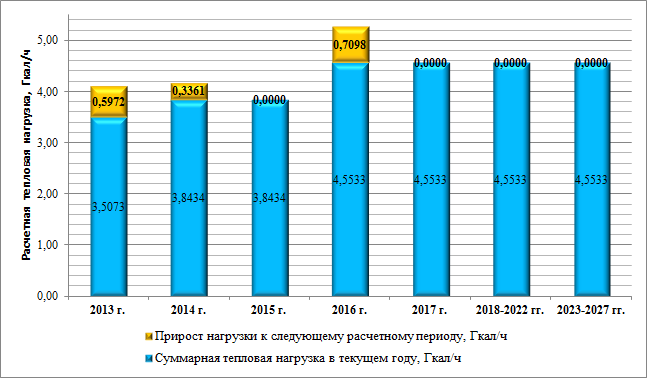 Расчетная тепловая нагрузка, Гкал/ч
5,00
4,00
3,00
2,00
1,00
0,00
0,5972
0,3361
0,0000
0,7098
0,0000
0,0000
0,0000
3,5073
3,8434
3,8434
4,5533
4,5533
4,5533
4,5533
2013 г.
2014 г.
2015 г.
2016 г.
2017 г.
2018-2022 гг.
2023-2027 гг.
Прирост нагрузки к следующему расчетному периоду, Гкал/ч
Суммарная тепловая нагрузка в текущем году, Гкал/ч